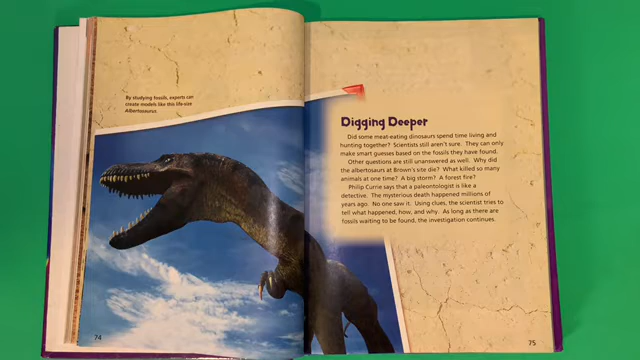 By studying fossils, experts can
create models like this life-size
Albertosaurus.
74
Digging Deeper
Did some meat-eating dinosaurs spend time living and
hunting together? Scientists still aren't sure. They can only
make smart guesses based on the fossils they have found.
Other questions are still unanswered as well. Why did
the albertosaurs at Brown's site die? What killed so many
animals at one time? A big storm? A forest fire?
Philip Currie says that a paleontologist is like a
detective. The mysterious death happened millions of
years ago. No one saw it. Using clues, the scientist tries to
tell what happened, how, and why. As long as there are
fossils waiting to be found, the investigation continues.
75